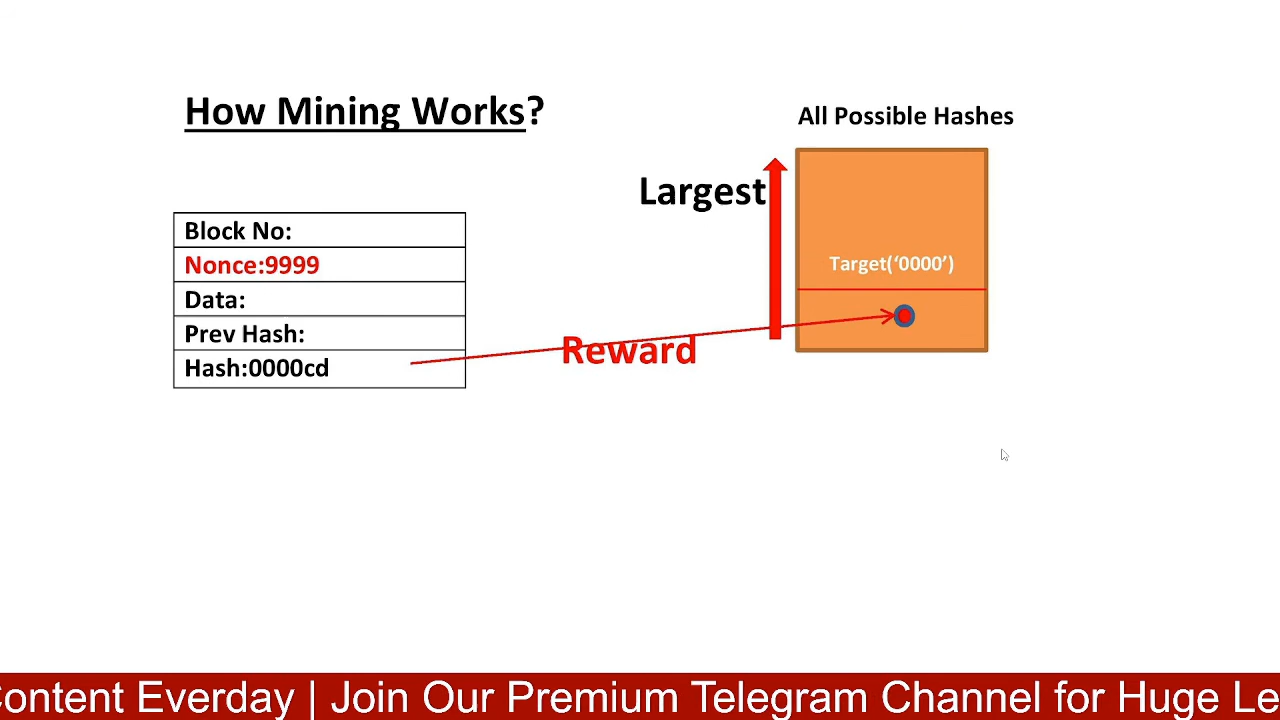 How Mining Works?
All Possible Hashes
Largest
Block No:
Nonce:9999
Data:
Prev Hash:
Hash:0000cd
Target(‘0000’)
Reward
Content Everday | Join Our Premium Telegram Channel for Huge Le